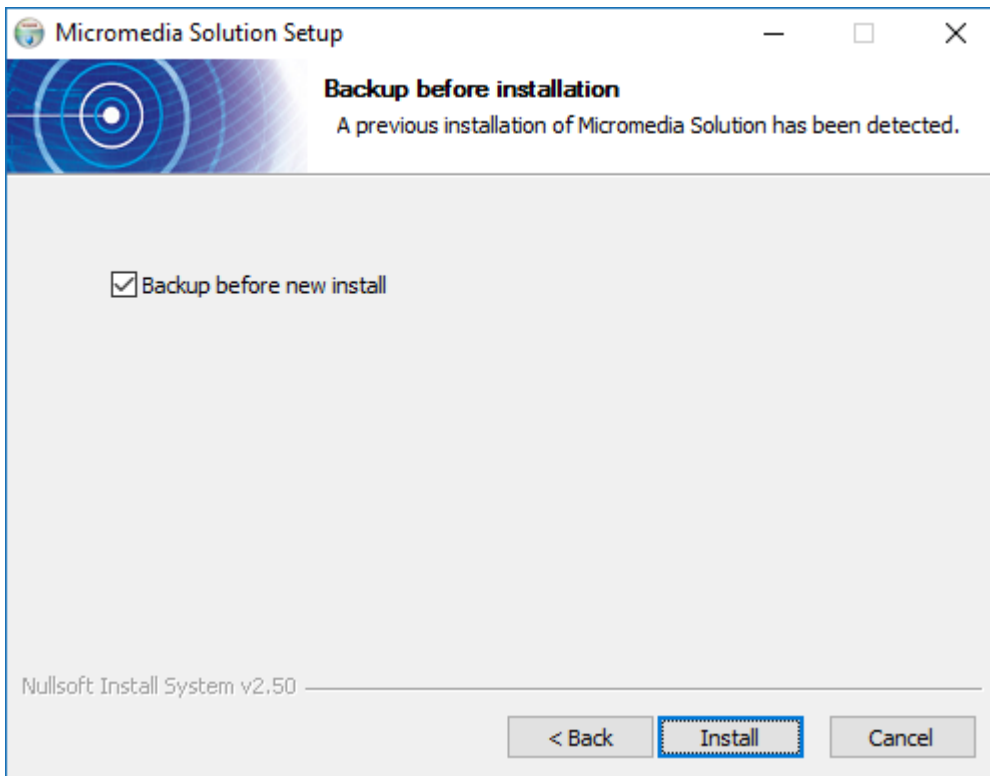 Micromedia Solution Setup
Backup before installation
A previous installation of Micromedia Solution has been detected.
Backup before new install
Nullsoft Install System v2.50
< Back
Install
Cancel